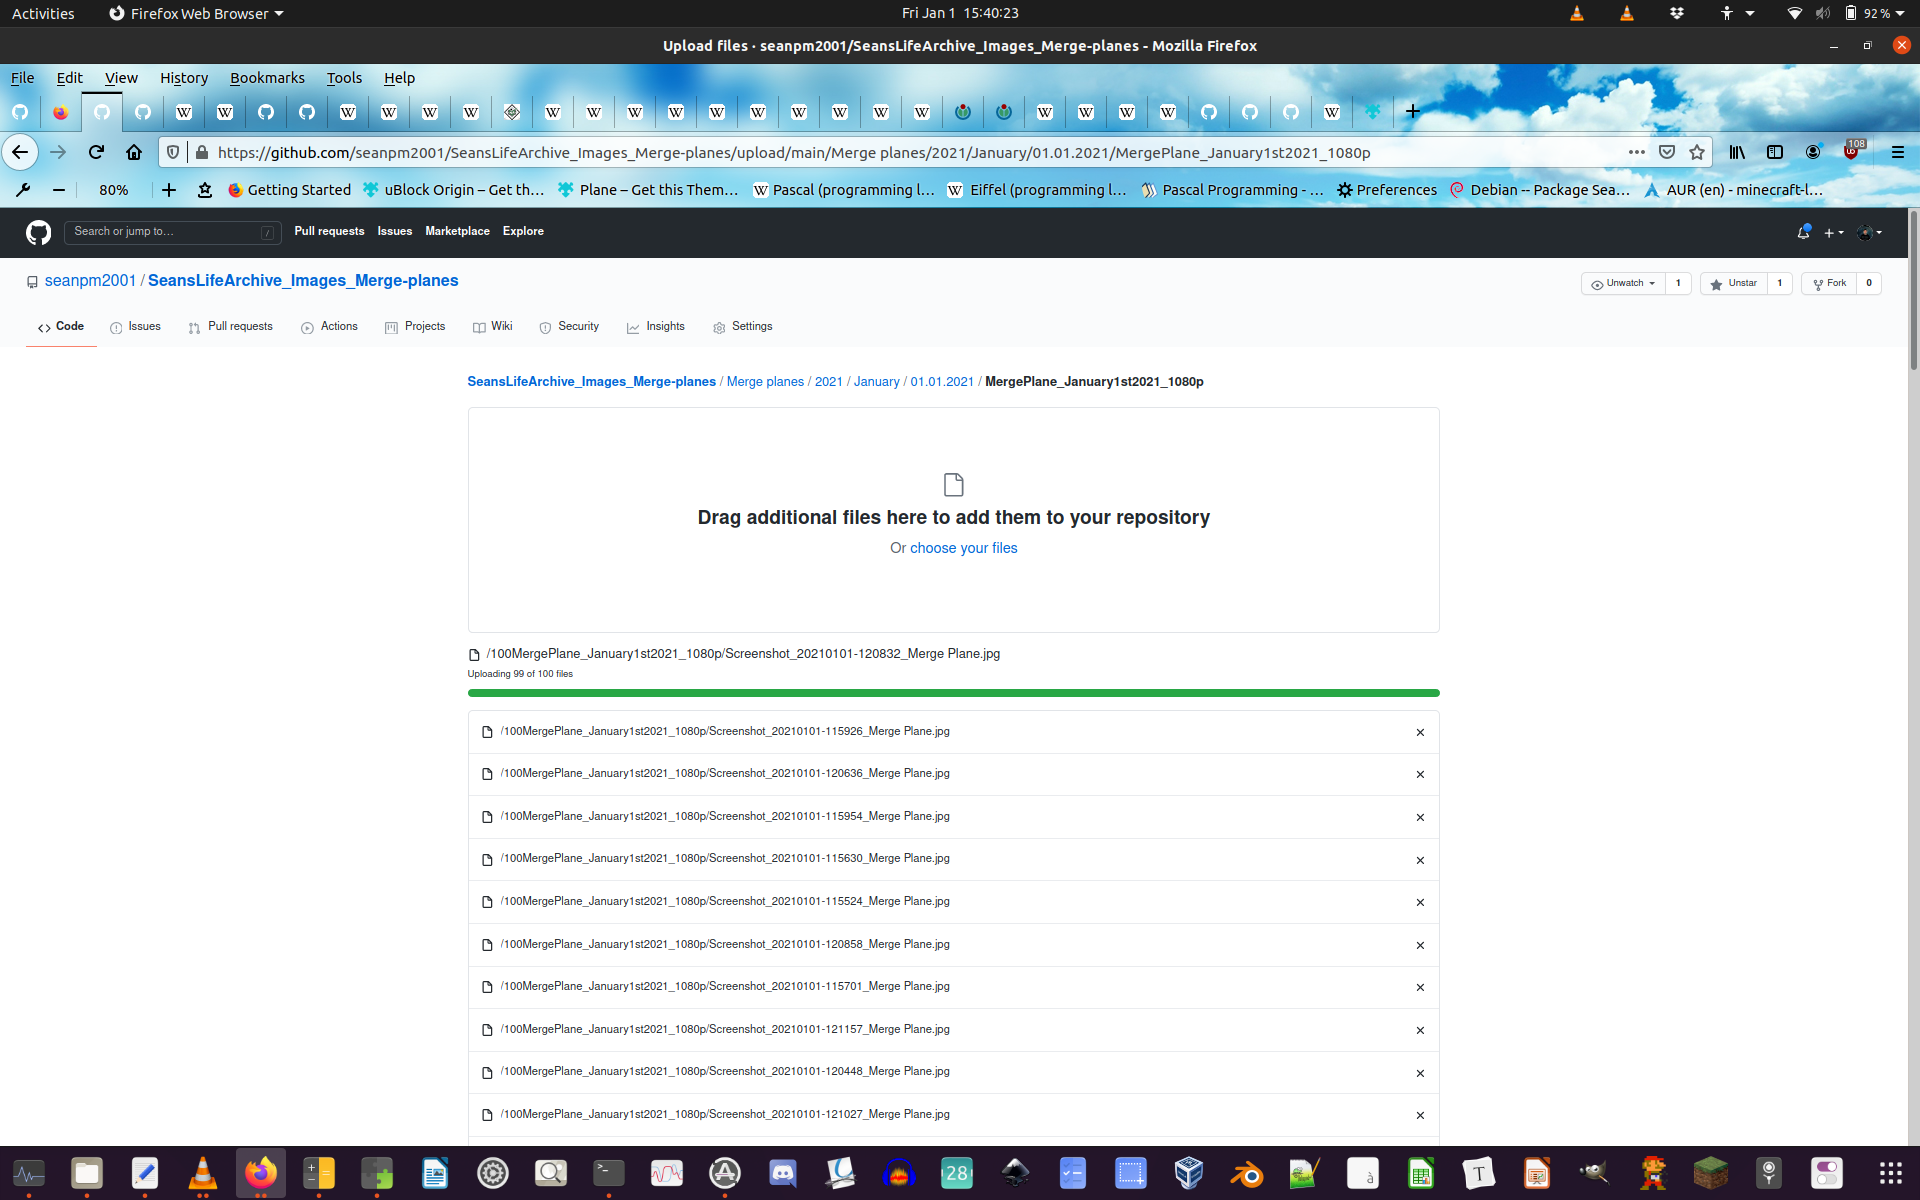 Activities Firefox Web Browser Fri Jan 1 15:40:23 92 %
Upload files · seanpm2001/SeansLifeArchive_Images_Merge-planes - Mozilla Firefox
File Edit View History Bookmarks Tools Help
https://github.com/seanpm2001/SeansLifeArchive_Images_Merge-planes/upload/main/Merge planes/2021/January/01.01.2021/MergePlane_January1st2021_1080p 108
80% Getting Started uBlock Origin – Get th… Plane – Get this Them… Pascal (programming l… Eiffel (programming l… Pascal Programming - … Preferences Debian -- Package Sea… AUR (en) - minecraft-l…
Search or jump to… / Pull requests Issues Marketplace Explore
seanpm2001 / SeansLifeArchive_Images_Merge-planes Unwatch 1 Unstar 1 Fork 0
Code Issues Pull requests Actions Projects Wiki Security Insights Settings
SeansLifeArchive_Images_Merge-planes / Merge planes / 2021 / January / 01.01.2021 / MergePlane_January1st2021_1080p
Drag additional files here to add them to your repository
Or choose your files
/100MergePlane_January1st2021_1080p/Screenshot_20210101-120832_Merge Plane.jpg
Uploading 99 of 100 files
/100MergePlane_January1st2021_1080p/Screenshot_20210101-115926_Merge Plane.jpg
/100MergePlane_January1st2021_1080p/Screenshot_20210101-120636_Merge Plane.jpg
/100MergePlane_January1st2021_1080p/Screenshot_20210101-115954_Merge Plane.jpg
/100MergePlane_January1st2021_1080p/Screenshot_20210101-115630_Merge Plane.jpg
/100MergePlane_January1st2021_1080p/Screenshot_20210101-115524_Merge Plane.jpg
/100MergePlane_January1st2021_1080p/Screenshot_20210101-120858_Merge Plane.jpg
/100MergePlane_January1st2021_1080p/Screenshot_20210101-115701_Merge Plane.jpg
/100MergePlane_January1st2021_1080p/Screenshot_20210101-121157_Merge Plane.jpg
/100MergePlane_January1st2021_1080p/Screenshot_20210101-120448_Merge Plane.jpg
/100MergePlane_January1st2021_1080p/Screenshot_20210101-121027_Merge Plane.jpg
28